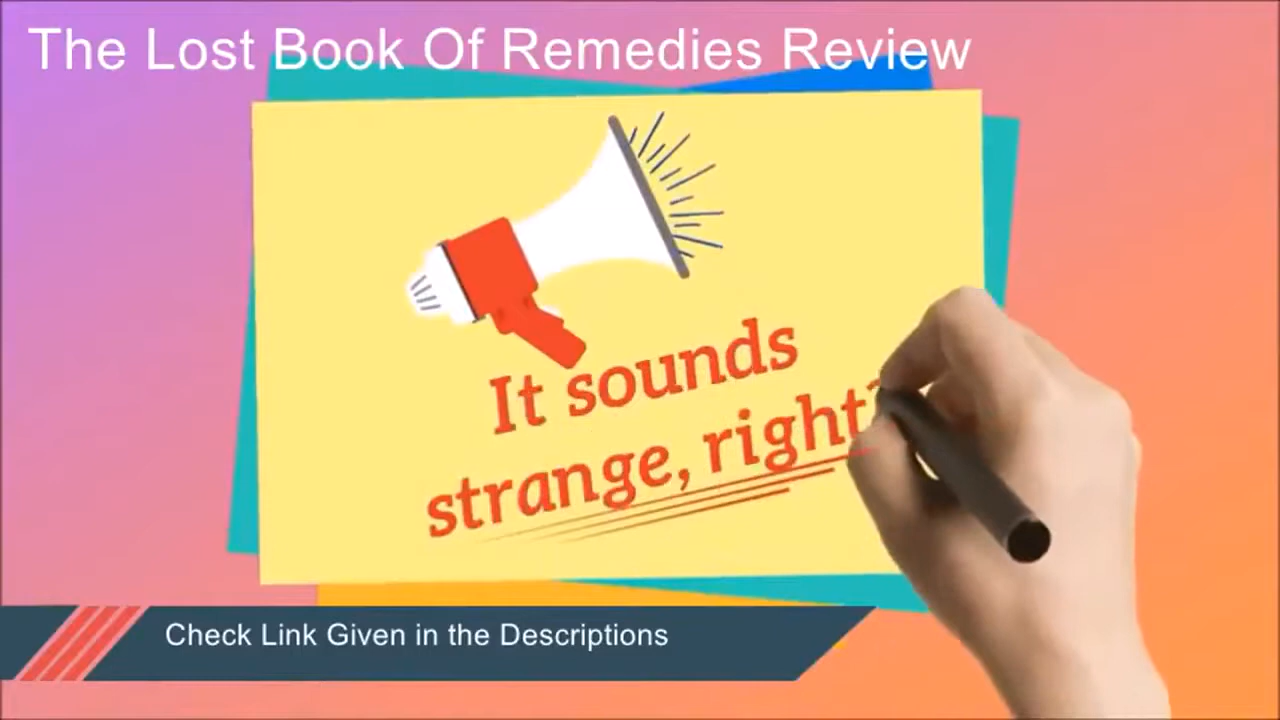 The Lost Book Of Remedies Review
It sounds
strange, right?
Check Link Given in the Descriptions